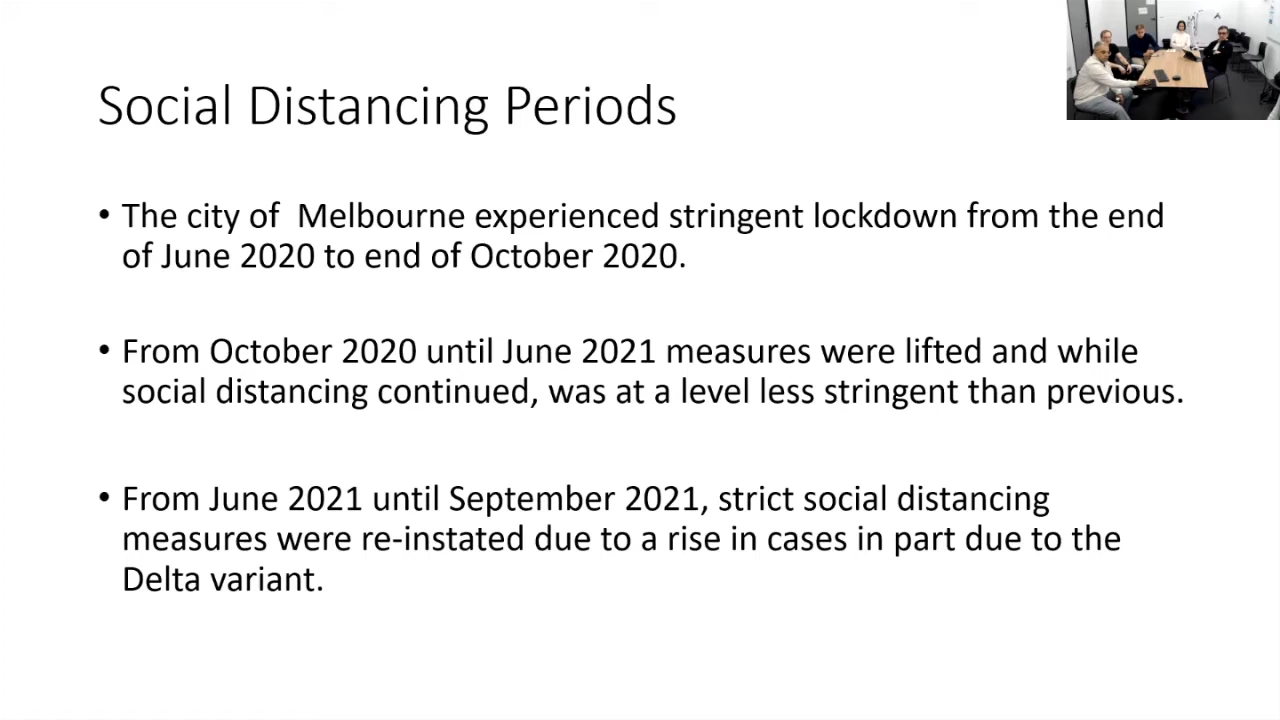 Social Distancing Periods
• The city of  Melbourne experienced stringent lockdown from the end
of June 2020 to end of October 2020.
• From October 2020 until June 2021 measures were lifted and while
social distancing continued, was at a level less stringent than previous.
• From June 2021 until September 2021, strict social distancing
measures were re-instated due to a rise in cases in part due to the
Delta variant.